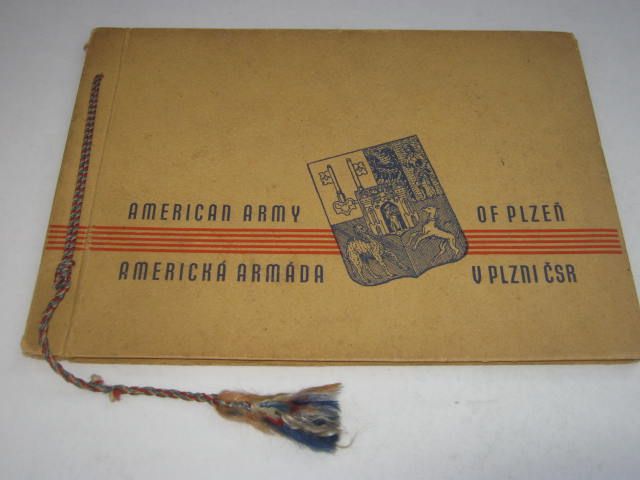 AMERICAN ARMY OF PLZEŇ
AMERICKÁ ARMÁDA V PLZNI ČSR